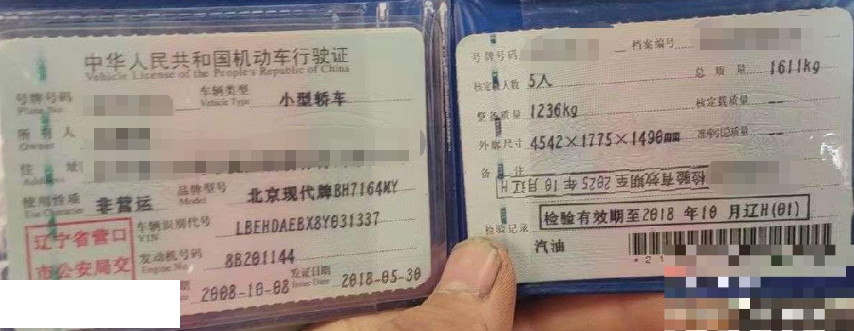 中华人民共和国机动车行驶证
Vehicle License of the People's Republic of China
号牌号码
Plate No.
车辆类型
Vehicle Type
小型轿车
所有人
Owner
住址
Address
使用性质
Use Character
非营运
品牌型号
Model
北京现代牌BH7164MY
辽宁省营口
市公安局交
车辆识别代号
VIN
LBEHDAEBX8Y031337
发动机号码
Engine No.
8B201144
2008-10-08
发证日期
Issue Date
2018-05-30
号牌号码
档案编号
核定载人数
5人
总质量
1611kg
整备质量
1236kg
核定载质量
外廓尺寸
4542×1775×1490mm
准牵引总质量
备注
检验有效期至2025年10月辽H
检验有效期至2018年10月辽H(01)
检验记录
汽油
*21